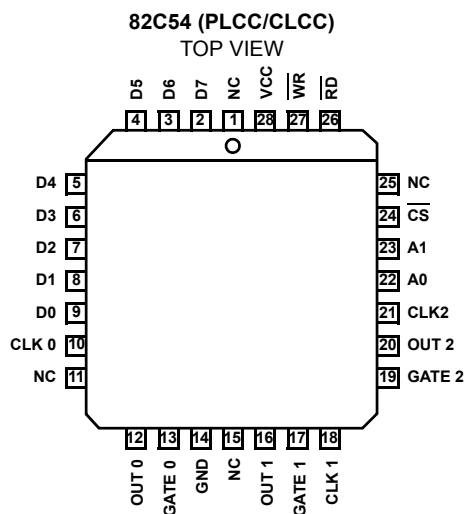 82C54 (PLCC/CLCC)
TOP VIEW
D5 D6 D7 NC VCC WR RD
4 3 2 1 28 27 26
D4 5 25 NC
D3 6 24 CS
D2 7 23 A1
D1 8 22 A0
D0 9 21 CLK2
CLK 0 10 20 OUT 2
NC 11 19 GATE 2
12 13 14 15 16 17 18
OUT 0 GATE 0 GND NC OUT 1 GATE 1 CLK 1